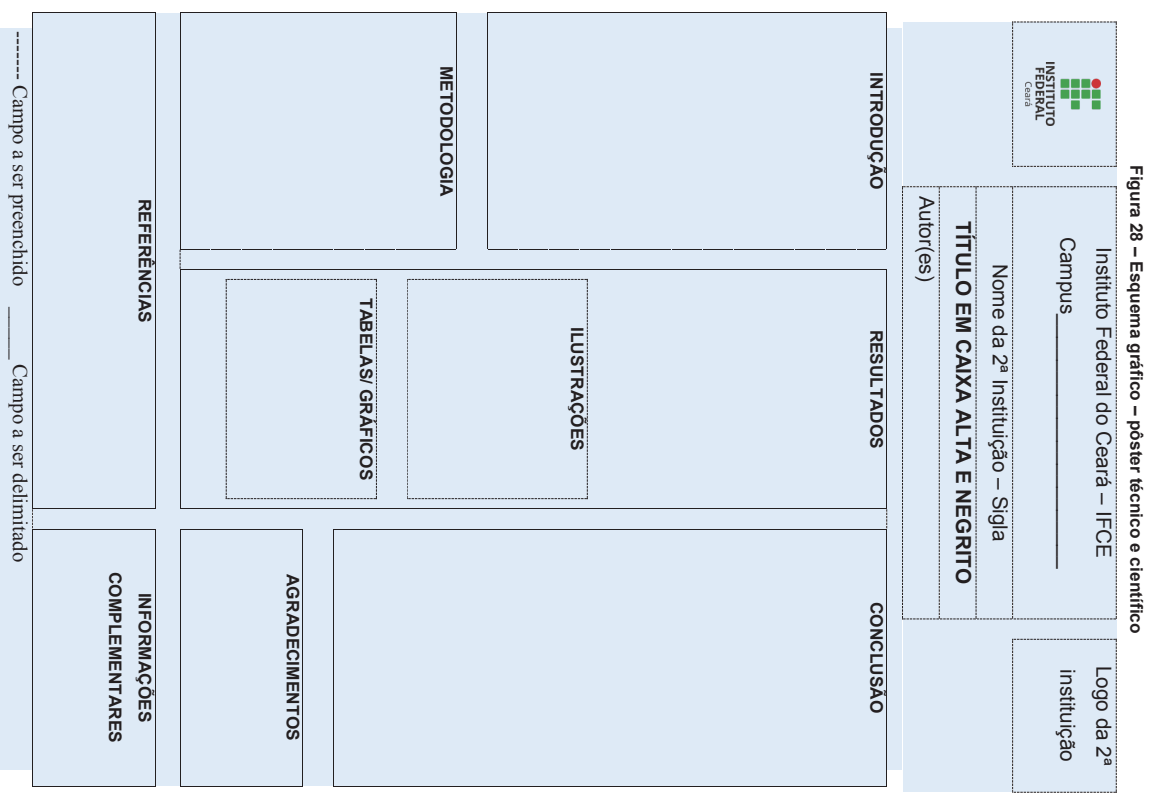 Figura 28 – Esquema gráfico – pôster técnico e científico
INSTITUTO
FEDERAL
Ceará
Instituto Federal do Ceará – IFCE
Campus____________________
Nome da 2ª Instituição – Sigla
TÍTULO EM CAIXA ALTA E NEGRITO
Autor(es)
Logo da 2ª
instituição
INTRODUÇÃO
METODOLOGIA
RESULTADOS
ILUSTRAÇÕES
TABELAS/ GRÁFICOS
CONCLUSÃO
AGRADECIMENTOS
REFERÊNCIAS
INFORMAÇÕES
COMPLEMENTARES
------- Campo a ser preenchido _____ Campo a ser delimitado